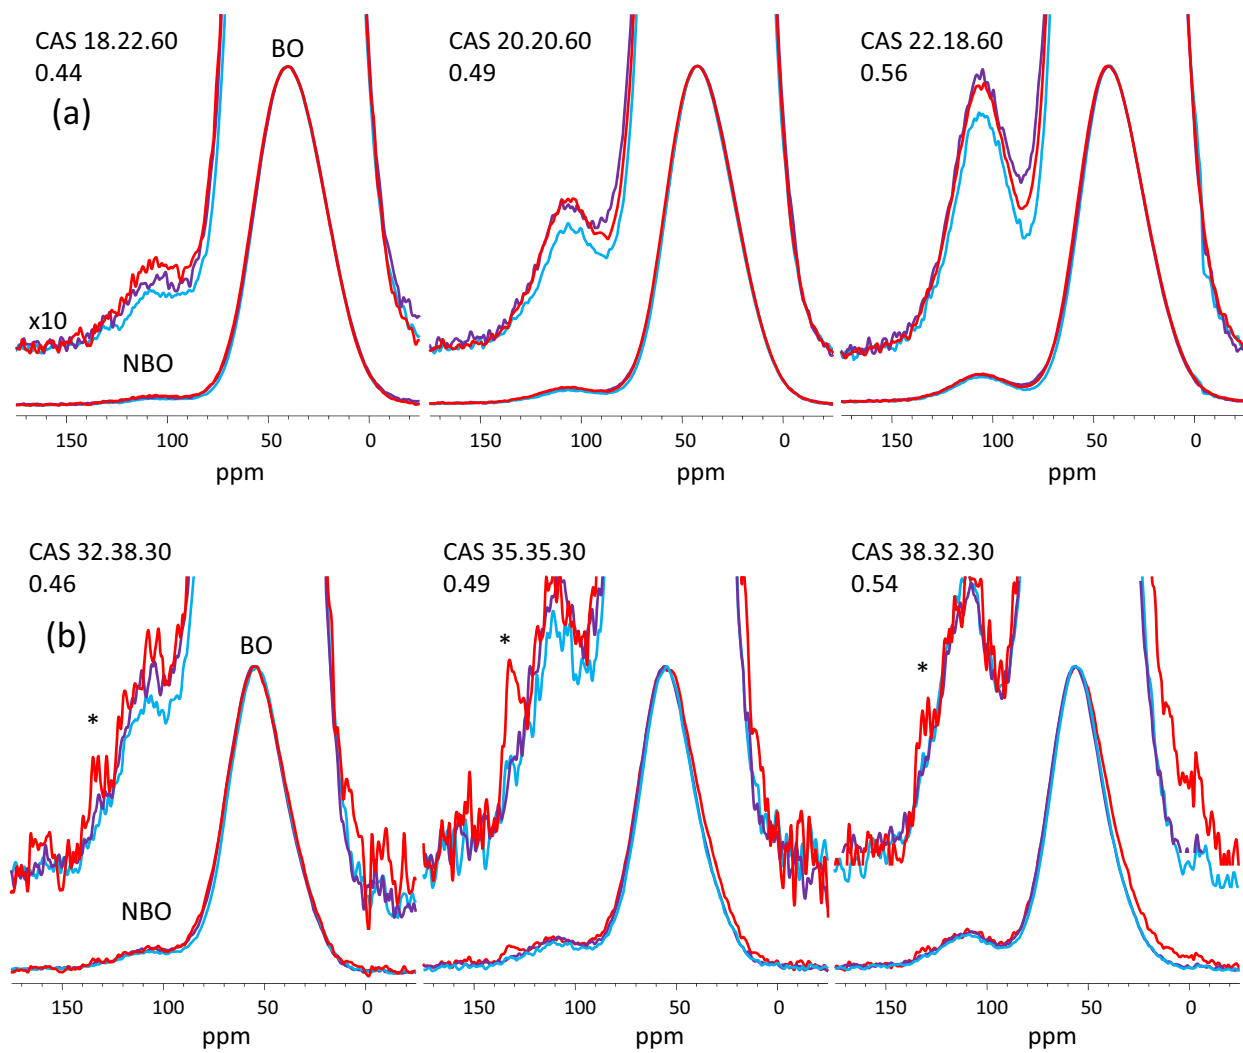 CAS 18.22.60
0.44
(a)
BO
x10
NBO
150 100 50 0
ppm
CAS 20.20.60
0.49
150 100 50 0
ppm
CAS 22.18.60
0.56
150 100 50 0
ppm
CAS 32.38.30
0.46
(b)
*
BO
NBO
150 100 50 0
ppm
CAS 35.35.30
0.49
*
150 100 50 0
ppm
CAS 38.32.30
0.54
*
150 100 50 0
ppm